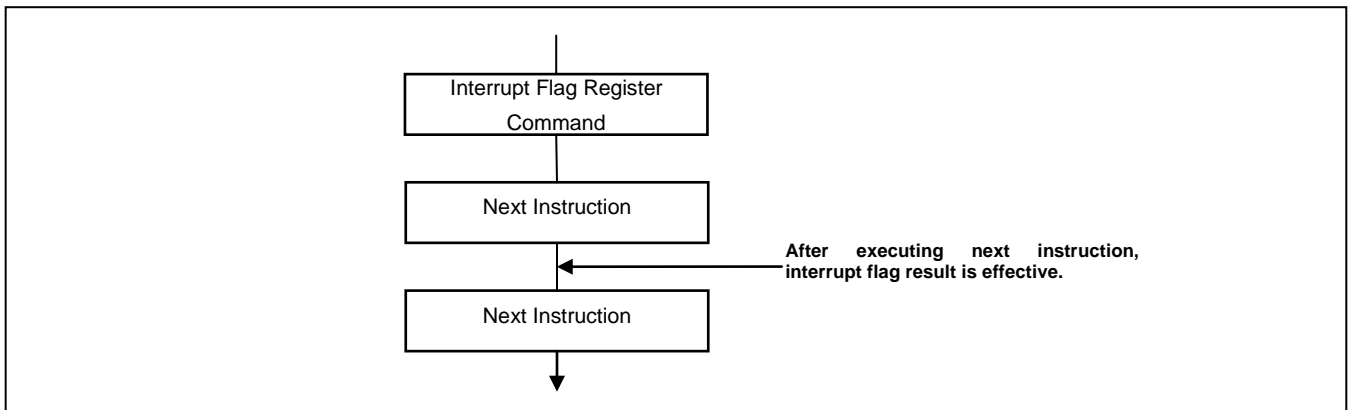 Interrupt Flag Register
Command
Next Instruction
After executing next instruction,
interrupt flag result is effective.
Next Instruction